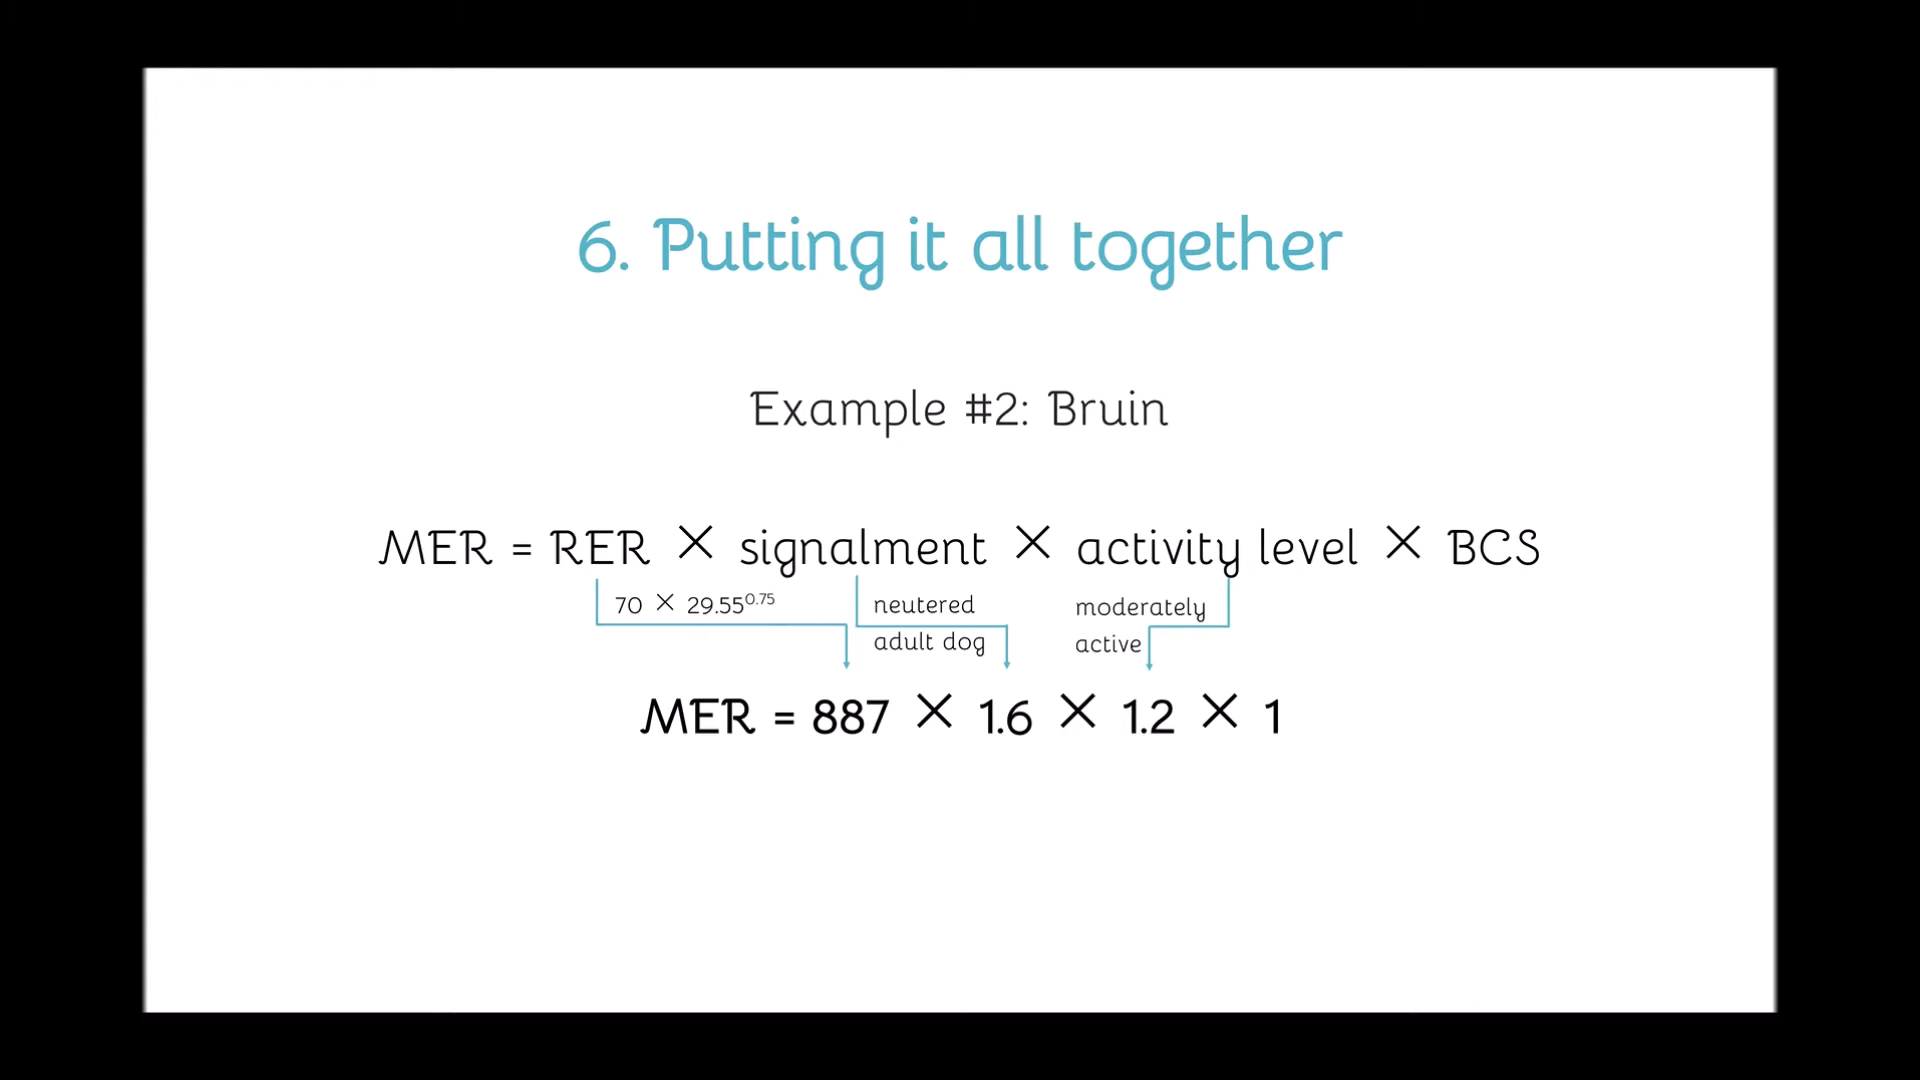 6. Putting it all together
Example #2: Bruin
MER = RER × signalment × activity level × BCS
70 × 29.55^0.75
neutered
adult dog
moderately
active
MER = 887 × 1.6 × 1.2 × 1